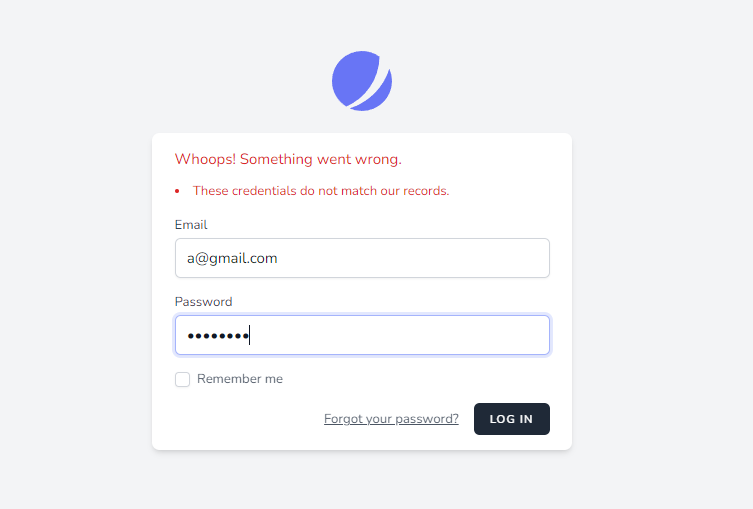 Whoops! Something went wrong.
• These credentials do not match our records.
Email
a@gmail.com
Password
••••••••
Remember me
Forgot your password? LOG IN